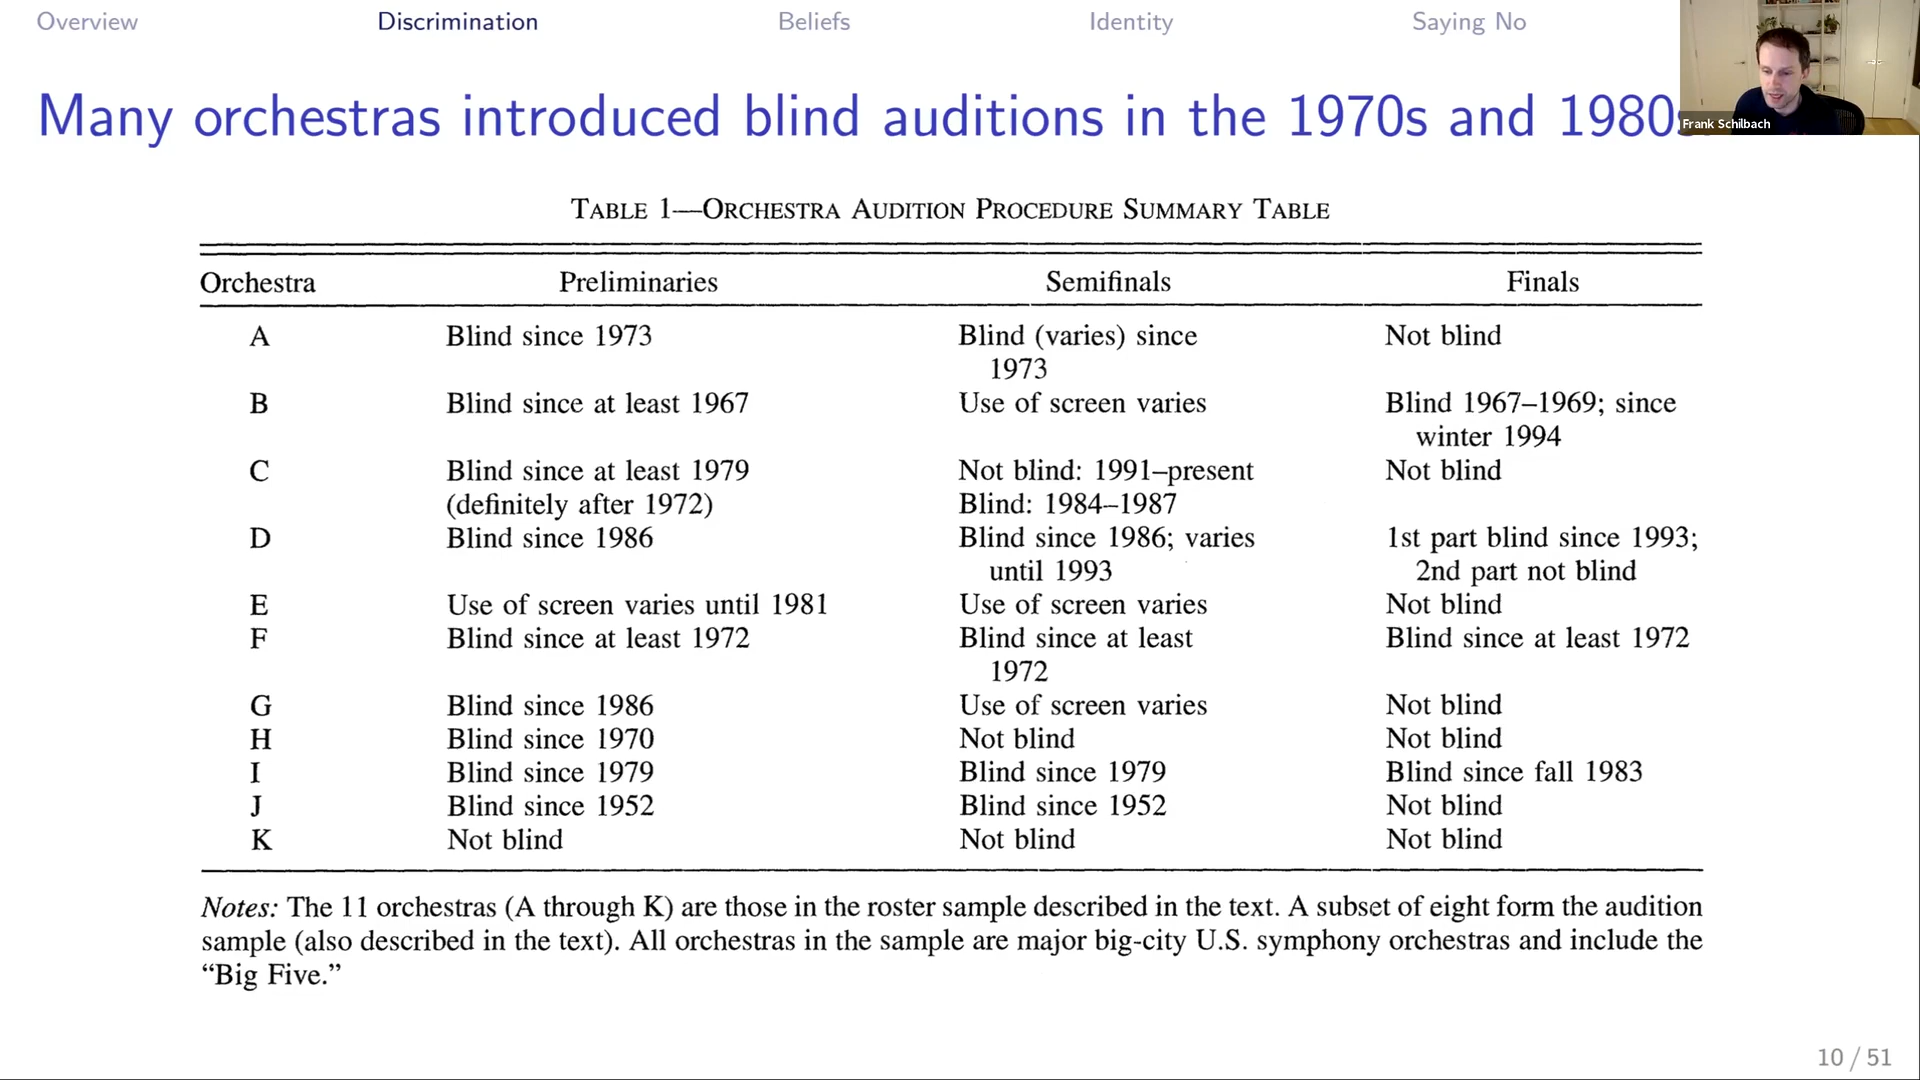 Overview Discrimination Beliefs Identity Saying No
Many orchestras introduced blind auditions in the 1970s and 1980s
Frank Schilbach
TABLE 1—ORCHESTRA AUDITION PROCEDURE SUMMARY TABLE
Orchestra Preliminaries Semifinals Finals
A Blind since 1973 Blind (varies) since Not blind
1973
B Blind since at least 1967 Use of screen varies Blind 1967–1969; since
winter 1994
C Blind since at least 1979 Not blind: 1991–present Not blind
(definitely after 1972) Blind: 1984–1987
D Blind since 1986 Blind since 1986; varies 1st part blind since 1993;
until 1993 2nd part not blind
E Use of screen varies until 1981 Use of screen varies Not blind
F Blind since at least 1972 Blind since at least Blind since at least 1972
1972
G Blind since 1986 Use of screen varies Not blind
H Blind since 1970 Not blind Not blind
I Blind since 1979 Blind since 1979 Blind since fall 1983
J Blind since 1952 Blind since 1952 Not blind
K Not blind Not blind Not blind
Notes: The 11 orchestras (A through K) are those in the roster sample described in the text. A subset of eight form the audition
sample (also described in the text). All orchestras in the sample are major big-city U.S. symphony orchestras and include the
“Big Five.”
10 / 51